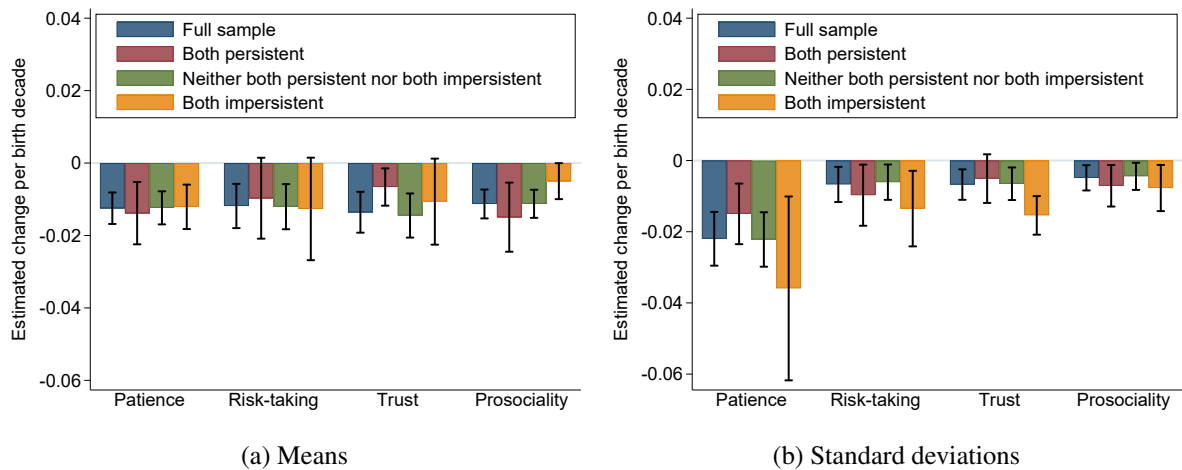 Estimated change per birth decade
0.04
0.02
0
-0.02
-0.04
-0.06
Full sample
Both persistent
Neither both persistent nor both impersistent
Both impersistent
Patience Risk-taking Trust Prosociality
(a) Means
Estimated change per birth decade
0.04
0.02
0
-0.02
-0.04
-0.06
Full sample
Both persistent
Neither both persistent nor both impersistent
Both impersistent
Patience Risk-taking Trust Prosociality
(b) Standard deviations